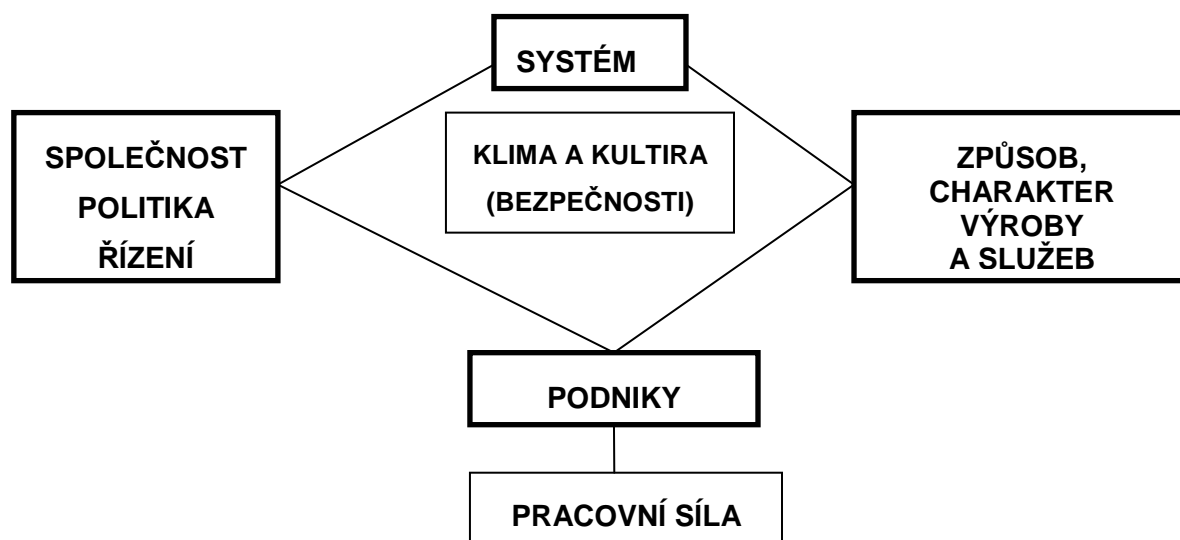 SYSTÉM
SPOLEČNOST
POLITIKA
ŘÍZENÍ
KLIMA A KULTIRA
(BEZPEČNOSTI)
ZPŮSOB,
CHARAKTER
VÝROBY
A SLUŽEB
PODNIKY
PRACOVNÍ SÍLA